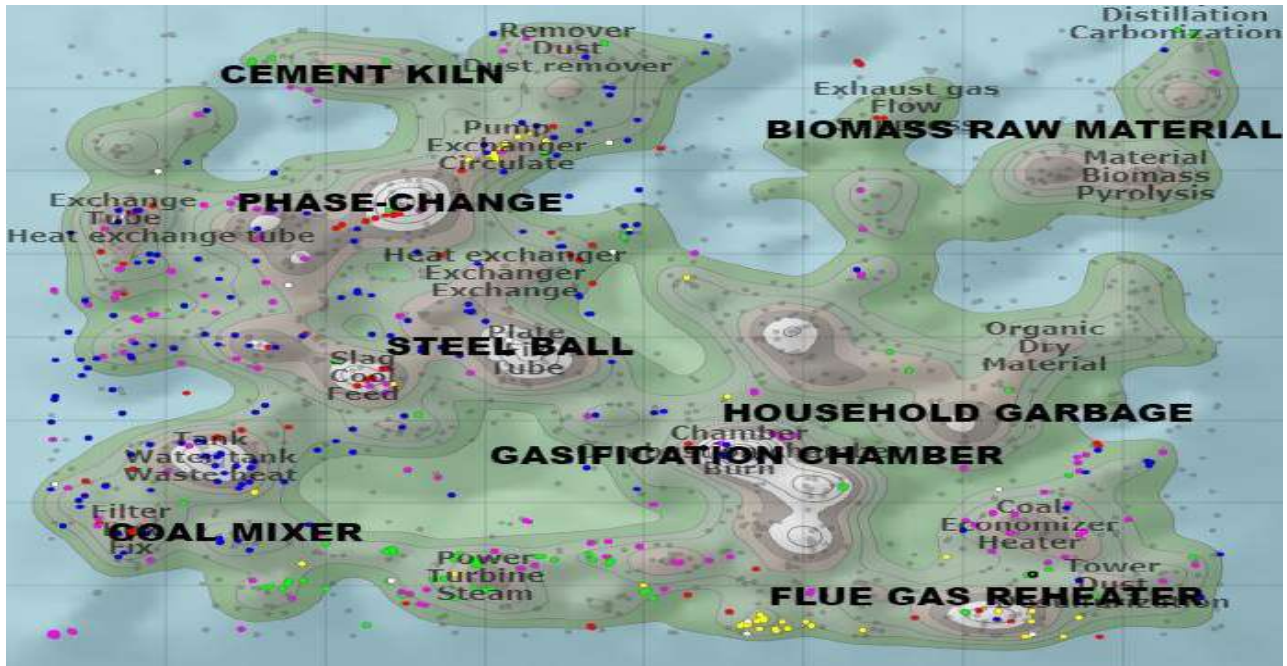 Distillation
Carbonization
Remover
Dust
Dust remover
CEMENT KILN
Exhaust gas
Flow
BIOMASS RAW MATERIAL
Pump
Exchanger
Circulate
Material
Biomass
Pyrolysis
Exchange
Tube
Heat exchange tube
PHASE-CHANGE
Heat exchanger
Exchanger
Exchange
Plate
Tube
STEEL BALL
Slag
Cool
Feed
Organic
Dry
Material
HOUSEHOLD GARBAGE
Chamber
Burn
GASIFICATION CHAMBER
Tank
Water tank
Waste heat
Filter
Fix
COAL MIXER
Coal
Economizer
Heater
Power
Turbine
Steam
Tower
Dust
FLUE GAS REHEATER